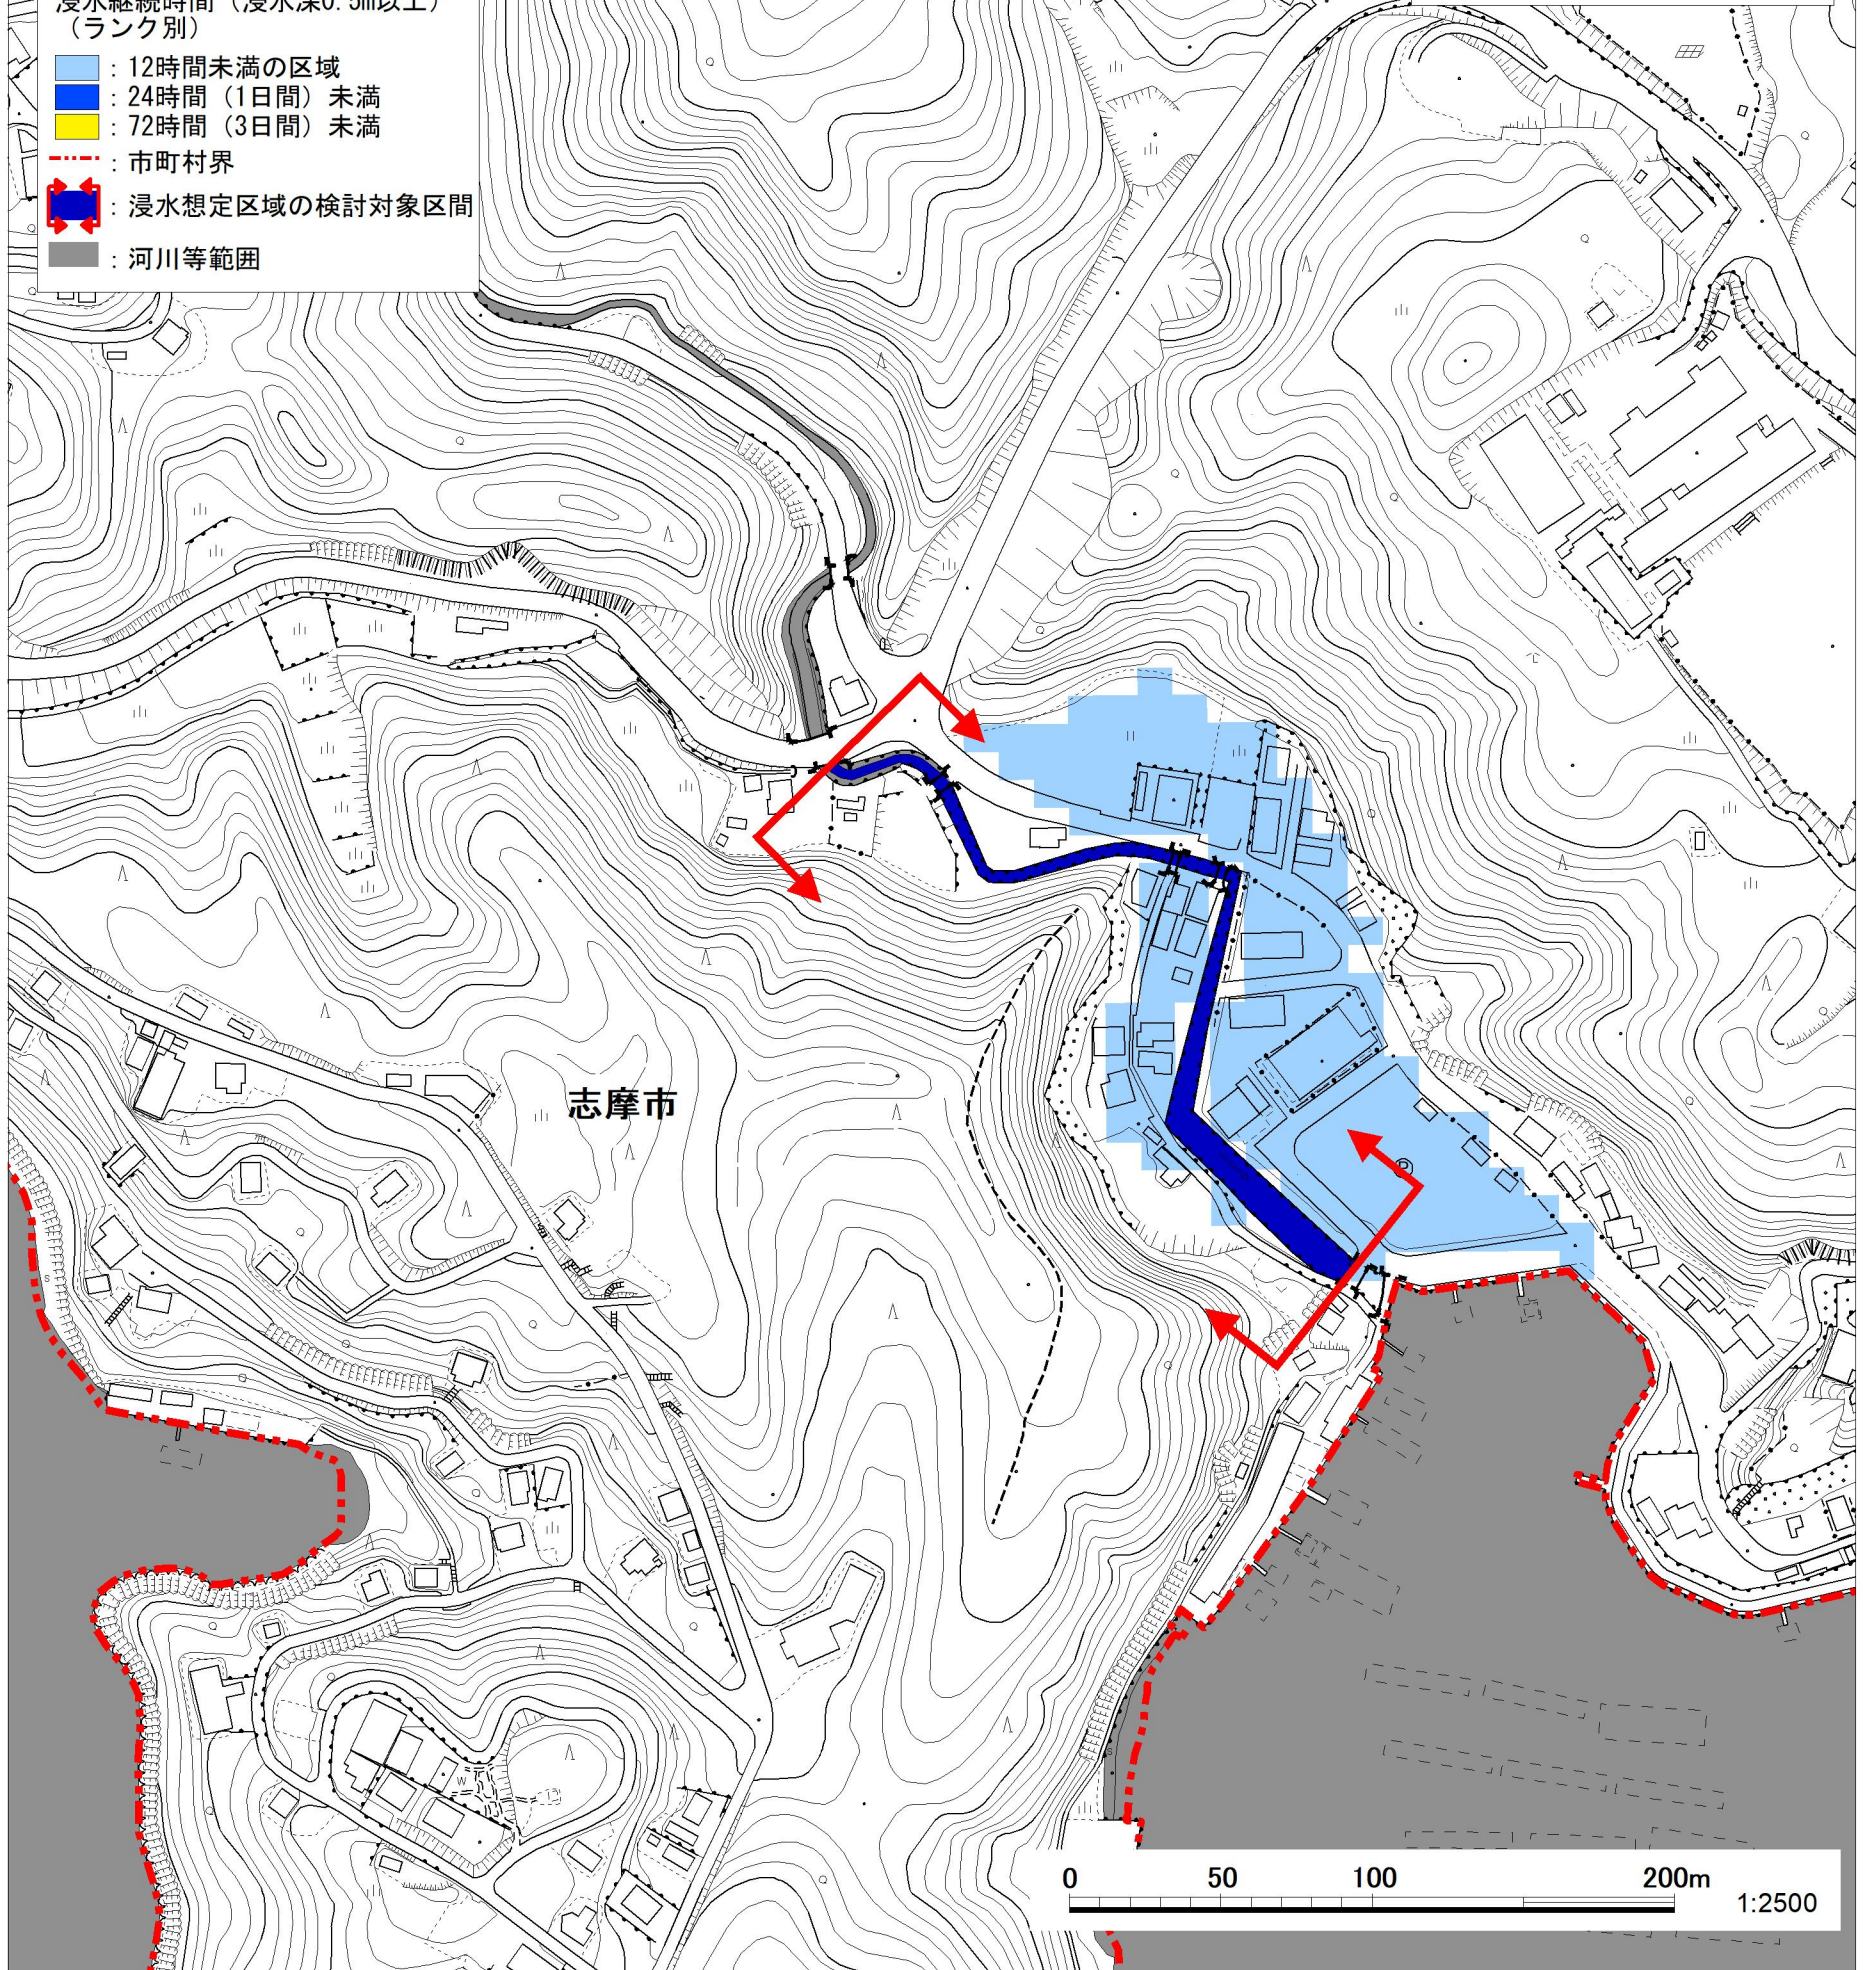 浸水継続時間（浸水深0.5m以上）
（ランク別）
：12時間未満の区域
：24時間（1日間）未満
：72時間（3日間）未満
：市町村界
：浸水想定区域の検討対象区間
：河川等範囲
志摩市
P
W
S
S
0 50 100 200m
1:2500